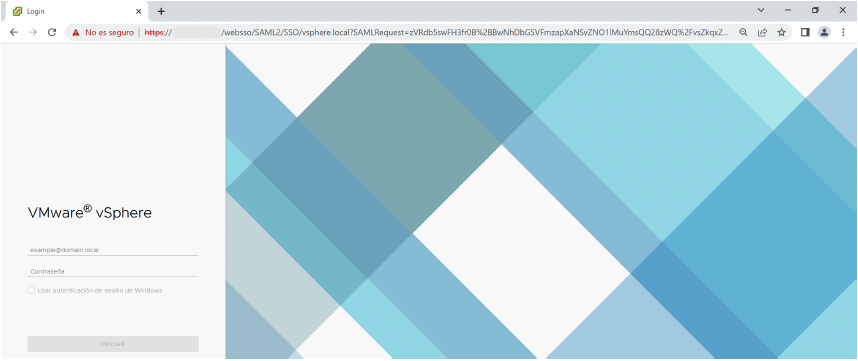 Login
No es seguro
https://
/websso/SAML2/SSO/vsphere.local?SAMLRequest=zVRdb5swFH3fr0B%2BBwNhDbGSVFmzapXaNSvZNO1lMuYmsQQ28zWQ%2FvsZkqxZ...
VMware® vSphere
example@domain.local
Contraseña
Usar autenticación de sesión de Windows
INICIAR